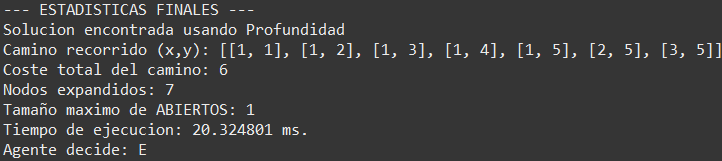 --- ESTADISTICAS FINALES ---
Solucion encontrada usando Profundidad
Camino recorrido (x,y): [[1, 1], [1, 2], [1, 3], [1, 4], [1, 5], [2, 5], [3, 5]]
Coste total del camino: 6
Nodos expandidos: 7
Tamaño maximo de ABIERTOS: 1
Tiempo de ejecucion: 20.324801 ms.
Agente decide: E